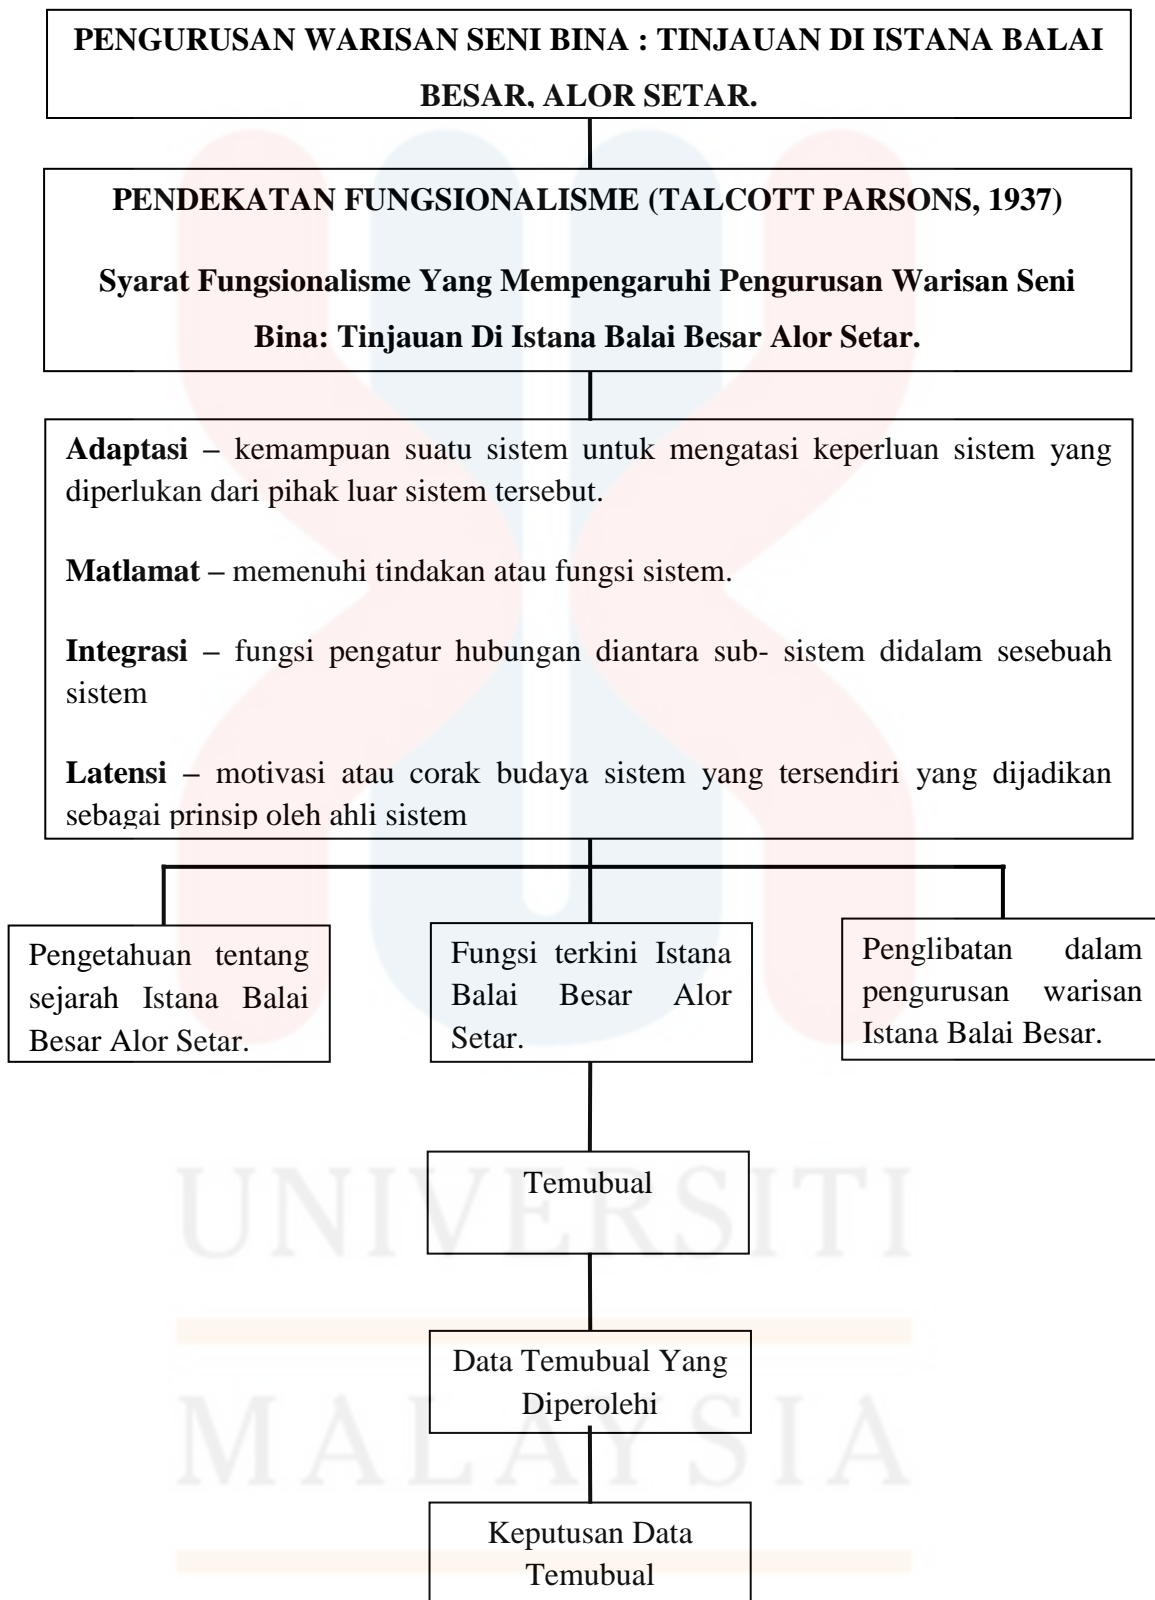 PENGURUSAN WARISAN SENI BINA : TINJAUAN DI ISTANA BALAI
BESAR, ALOR SETAR.
PENDEKATAN FUNGSIONALISME (TALCOTT PARSONS, 1937)
Syarat Fungsionalisme Yang Mempengaruhi Pengurusan Warisan Seni
Bina: Tinjauan Di Istana Balai Besar Alor Setar.
Adaptasi – kemampuan suatu sistem untuk mengatasi keperluan sistem yang
diperlukan dari pihak luar sistem tersebut.
Matlamat – memenuhi tindakan atau fungsi sistem.
Integrasi – fungsi pengatur hubungan diantara sub- sistem didalam sesebuah
sistem
Latensi – motivasi atau corak budaya sistem yang tersendiri yang dijadikan
sebagai prinsip oleh ahli sistem
Pengetahuan tentang
sejarah Istana Balai
Besar Alor Setar.
Fungsi terkini Istana
Balai Besar Alor
Setar.
Penglibatan dalam
pengurusan warisan
Istana Balai Besar.
Temubual
Data Temubual Yang
Diperolehi
Keputusan Data
Temubual
UNIVERSITI
MALAYSIA